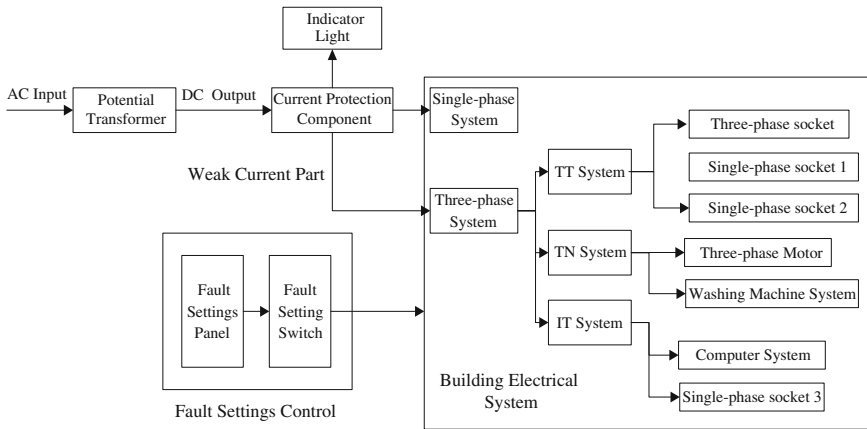 Indicator
Light
AC Input
Potential
Transformer
DC Output
Current Protection
Component
Single-phase
System
Weak Current Part
Three-phase
System
TT System
TN System
IT System
Three-phase socket
Single-phase socket 1
Single-phase socket 2
Three-phase Motor
Washing Machine System
Computer System
Single-phase socket 3
Fault
Settings
Panel
Fault
Setting
Switch
Fault Settings Control
Building Electrical
System